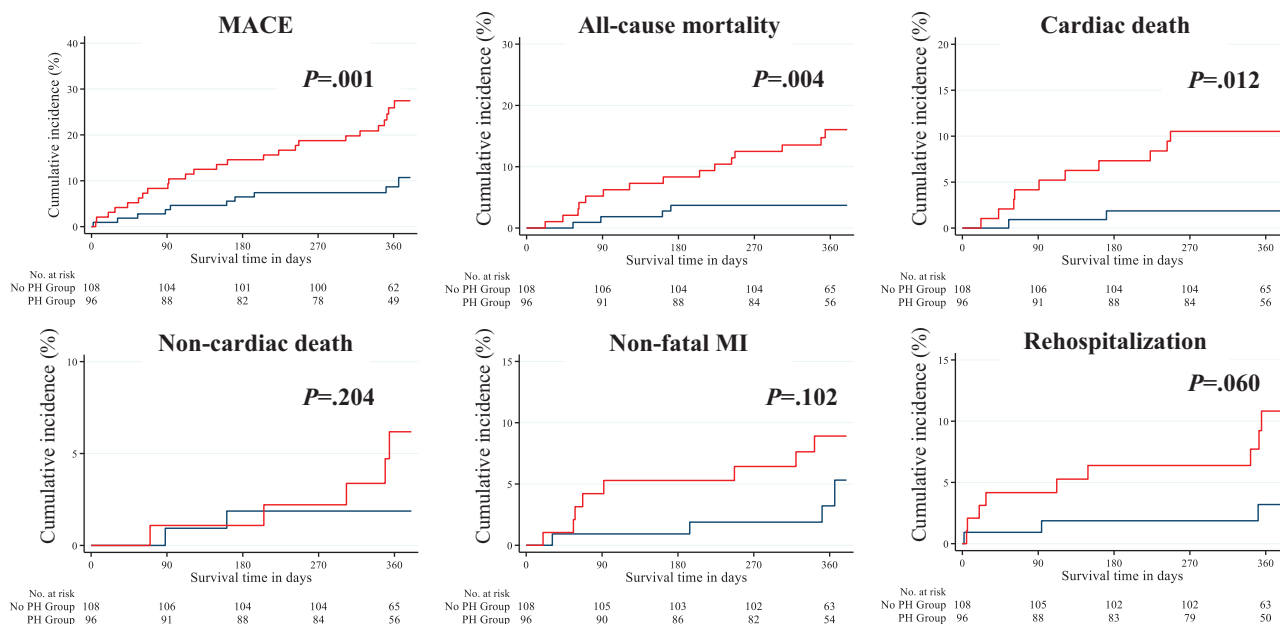 MACE
Cumulative incidence (%)
40
30
20
10
0
P=.001
0 90 180 270 360
Survival time in days
No. at risk
No PH Group 108 104 101 100 62
PH Group 96 88 82 78 49
All-cause mortality
Cumulative incidence (%)
30
20
10
0
P=.004
0 90 180 270 360
Survival time in days
No. at risk
No PH Group 108 106 104 104 65
PH Group 96 91 88 84 56
Cardiac death
Cumulative incidence (%)
20
15
10
5
0
P=.012
0 90 180 270 360
Survival time in days
No. at risk
No PH Group 108 106 104 104 65
PH Group 96 91 88 84 56
Non-cardiac death
Cumulative incidence (%)
10
5
0
P=.204
0 90 180 270 360
Survival time in days
No. at risk
No PH Group 108 106 104 104 65
PH Group 96 91 88 84 56
Non-fatal MI
Cumulative incidence (%)
15
10
5
0
P=.102
0 90 180 270 360
Survival time in days
No. at risk
No PH Group 108 105 103 102 63
PH Group 96 90 86 82 54
Rehospitalization
Cumulative incidence (%)
15
10
5
0
P=.060
0 90 180 270 360
Survival time in days
No. at risk
No PH Group 108 105 102 102 63
PH Group 96 88 83 79 50